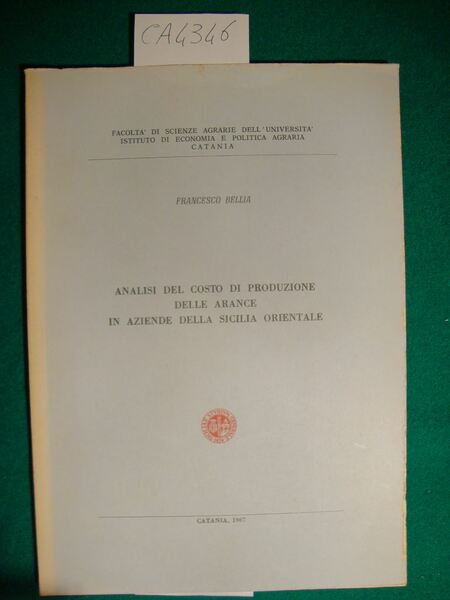 CA4346
FACOLTA' DI SCIENZE AGRARIE DELL'UNIVERSITA'
ISTITUTO DI ECONOMIA E POLITICA AGRARIA
CATANIA
FRANCESCO BELLIA
ANALISI DEL COSTO DI PRODUZIONE
DELLE ARANCE
IN AZIENDE DELLA SICILIA ORIENTALE
CATANIA, 1967